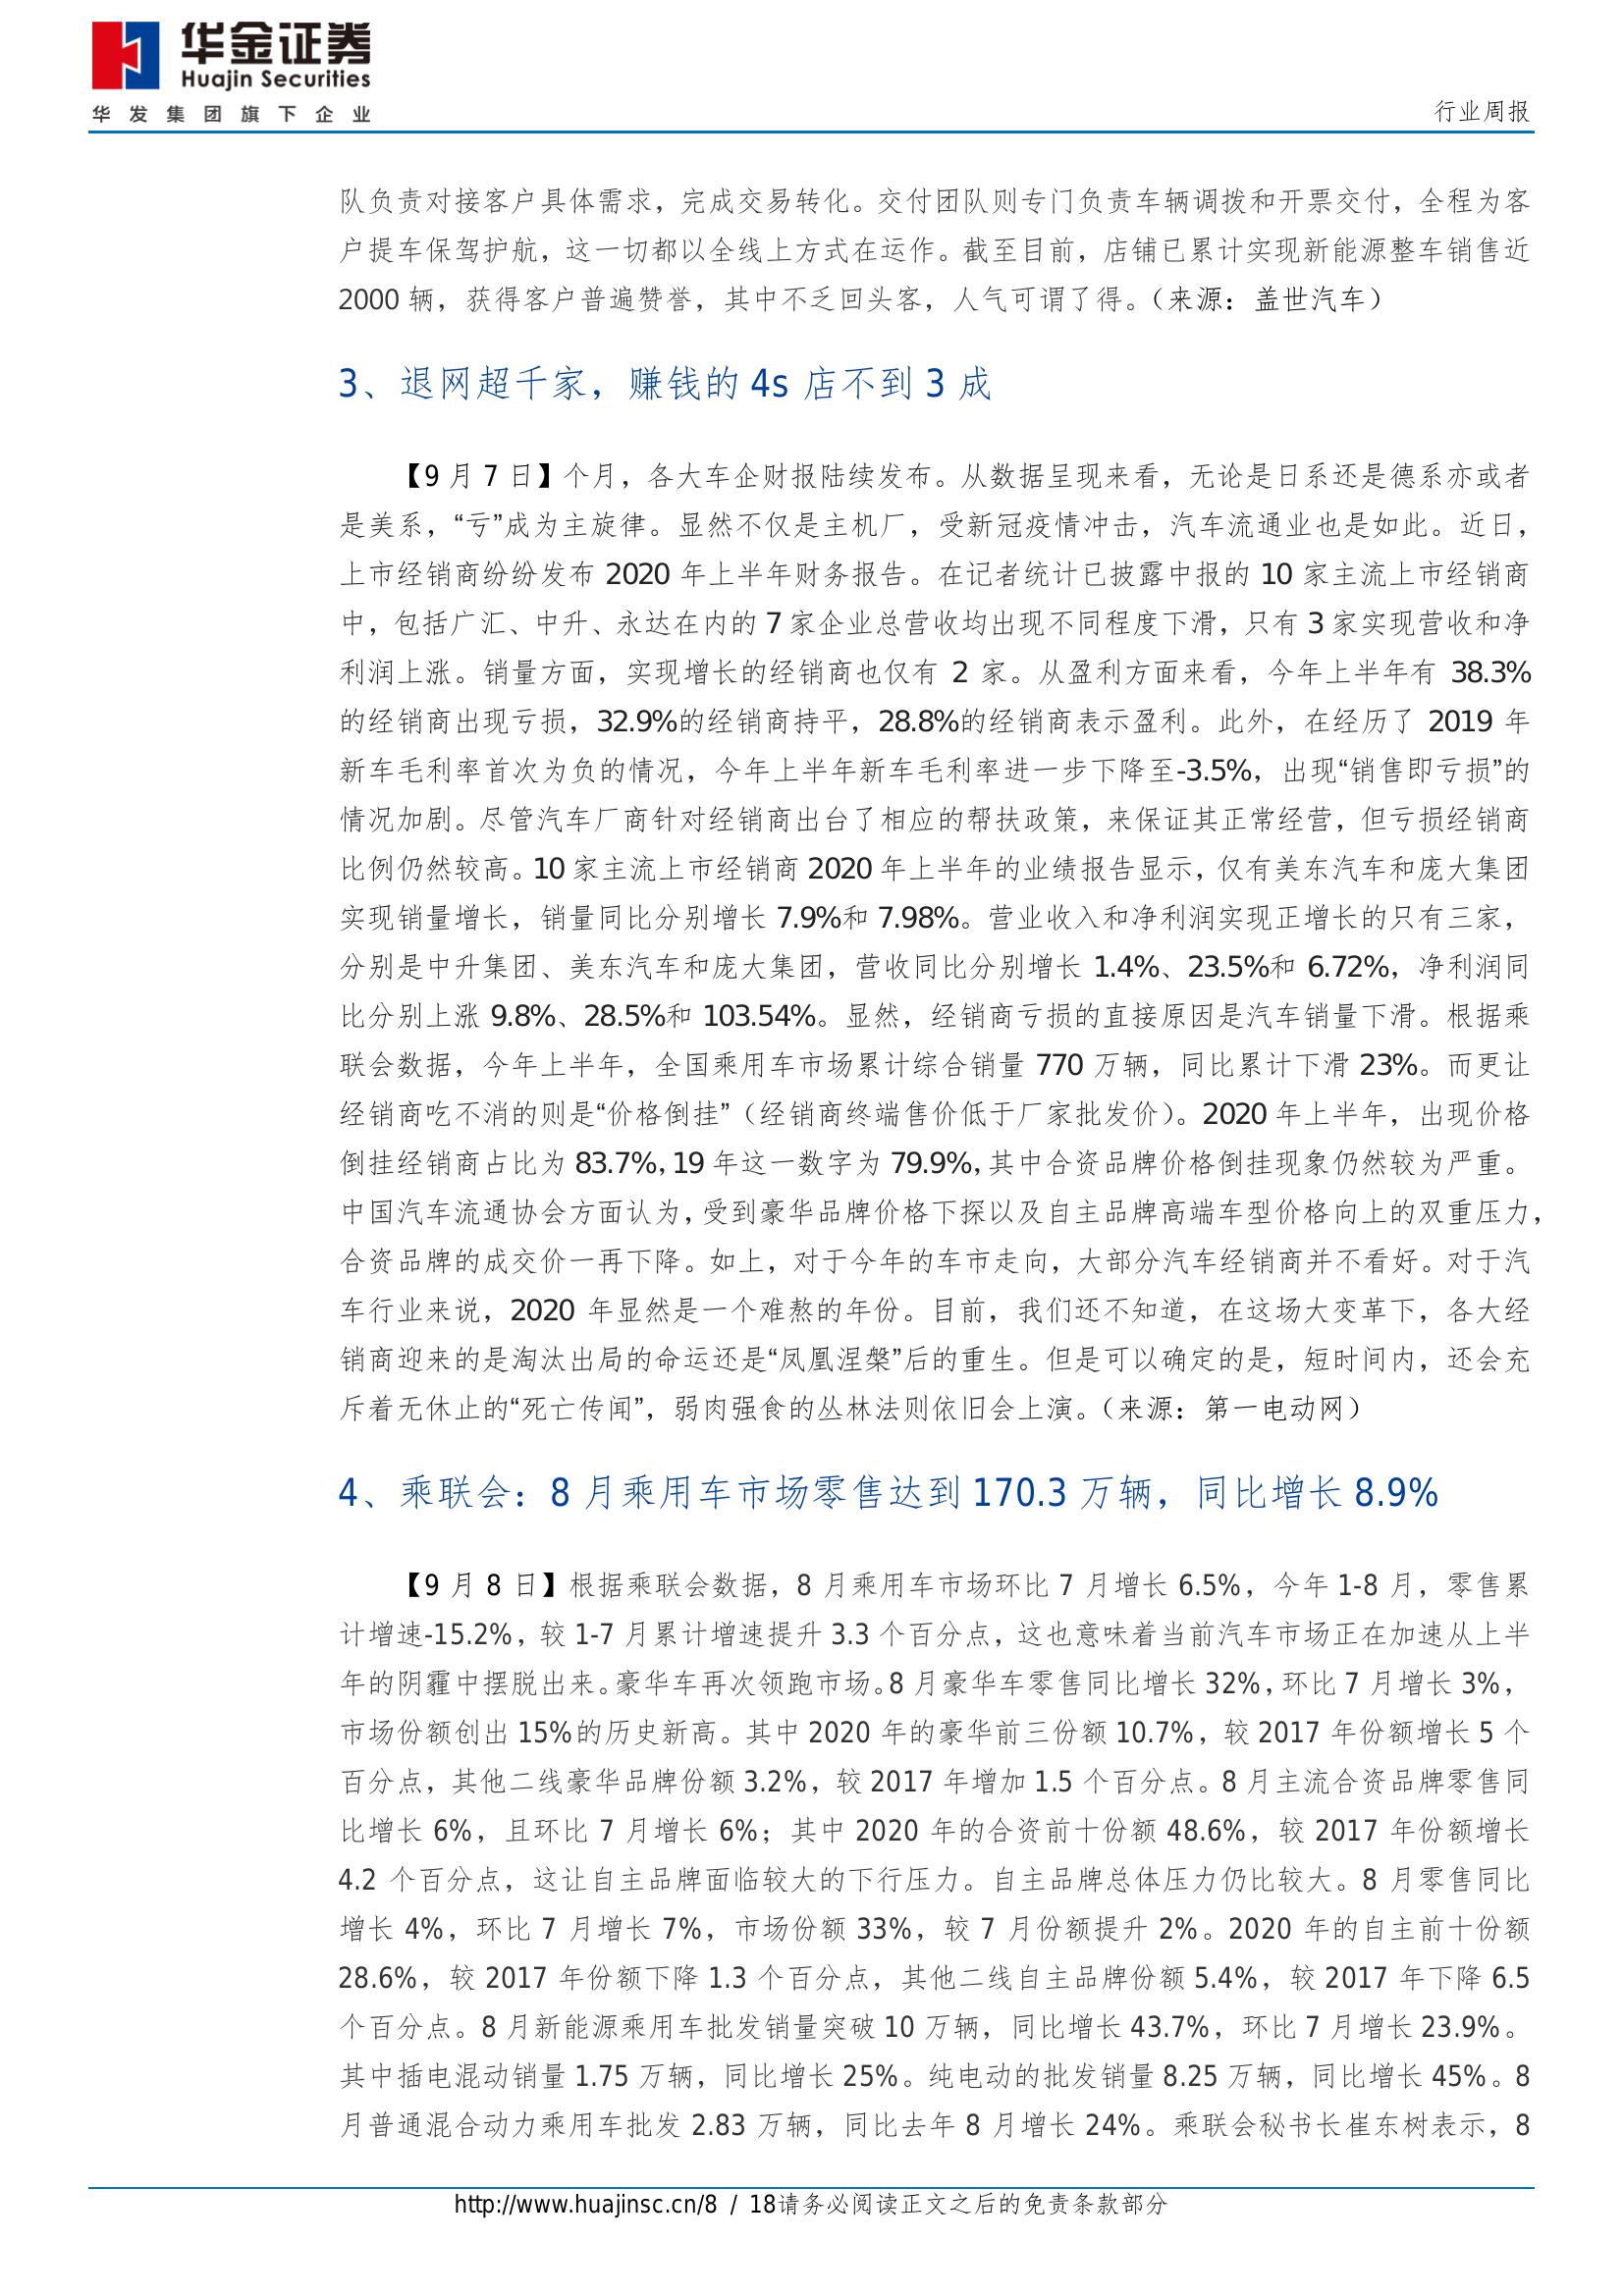 华金证券
Huajin Securities
华发集团旗下企业
行业周报
队负责对接客户具体需求，完成交易转化。交付团队则专门负责车辆调拨和开票交付，全程为客
户提车保驾护航，这一切都以全线上方式在运作。截至目前，店铺已累计实现新能源整车销售近
2000 辆，获得客户普遍赞誉，其中不乏回头客，人气可谓了得。（来源：盖世汽车）
3、退网超千家，赚钱的 4s 店不到 3 成
【9 月 7 日】个月，各大车企财报陆续发布。从数据呈现来看，无论是日系还是德系亦或者
是美系，“亏”成为主旋律。显然不仅是主机厂，受新冠疫情冲击，汽车流通业也是如此。近日，
上市经销商纷纷发布 2020 年上半年财务报告。在记者统计已披露中报的 10 家主流上市经销商
中，包括广汇、中升、永达在内的 7 家企业总营收均出现不同程度下滑，只有 3 家实现营收和净
利润上涨。销量方面，实现增长的经销商也仅有 2 家。从盈利方面来看，今年上半年有 38.3%
的经销商出现亏损，32.9%的经销商持平，28.8%的经销商表示盈利。此外，在经历了 2019 年
新车毛利率首次为负的情况，今年上半年新车毛利率进一步下降至-3.5%，出现“销售即亏损”的
情况加剧。尽管汽车厂商针对经销商出台了相应的帮扶政策，来保证其正常经营，但亏损经销商
比例仍然较高。10 家主流上市经销商 2020 年上半年的业绩报告显示，仅有美东汽车和庞大集团
实现销量增长，销量同比分别增长 7.9%和 7.98%。营业收入和净利润实现正增长的只有三家，
分别是中升集团、美东汽车和庞大集团，营收同比分别增长 1.4%、23.5%和 6.72%，净利润同
比分别上涨 9.8%、28.5%和 103.54%。显然，经销商亏损的直接原因是汽车销量下滑。根据乘
联会数据，今年上半年，全国乘用车市场累计综合销量 770 万辆，同比累计下滑 23%。而更让
经销商吃不消的则是“价格倒挂”（经销商终端售价低于厂家批发价）。2020 年上半年，出现价格
倒挂经销商占比为 83.7%，19 年这一数字为 79.9%，其中合资品牌价格倒挂现象仍然较为严重。
中国汽车流通协会方面认为，受到豪华品牌价格下探以及自主品牌高端车型价格向上的双重压力，
合资品牌的成交价一再下降。如上，对于今年的车市走向，大部分汽车经销商并不看好。对于汽
车行业来说，2020 年显然是一个难熬的年份。目前，我们还不知道，在这场大变革下，各大经
销商迎来的是淘汰出局的命运还是“凤凰涅槃”后的重生。但是可以确定的是，短时间内，还会充
斥着无休止的“死亡传闻”，弱肉强食的丛林法则依旧会上演。（来源：第一电动网）
4、乘联会：8 月乘用车市场零售达到 170.3 万辆，同比增长 8.9%
【9 月 8 日】根据乘联会数据，8 月乘用车市场环比 7 月增长 6.5%，今年 1-8 月，零售累
计增速-15.2%，较 1-7 月累计增速提升 3.3 个百分点，这也意味着当前汽车市场正在加速从上半
年的阴霾中摆脱出来。豪华车再次领跑市场。8 月豪华车零售同比增长 32%，环比 7 月增长 3%，
市场份额创出 15%的历史新高。其中 2020 年的豪华前三份额 10.7%，较 2017 年份额增长 5 个
百分点，其他二线豪华品牌份额 3.2%，较 2017 年增加 1.5 个百分点。8 月主流合资品牌零售同
比增长 6%，且环比 7 月增长 6%；其中 2020 年的合资前十份额 48.6%，较 2017 年份额增长
4.2 个百分点，这让自主品牌面临较大的下行压力。自主品牌总体压力仍比较大。8 月零售同比
增长 4%，环比 7 月增长 7%，市场份额 33%，较 7 月份额提升 2%。2020 年的自主前十份额
28.6%，较 2017 年份额下降 1.3 个百分点，其他二线自主品牌份额 5.4%，较 2017 年下降 6.5
个百分点。8 月新能源乘用车批发销量突破 10 万辆，同比增长 43.7%，环比 7 月增长 23.9%。
其中插电混动销量 1.75 万辆，同比增长 25%。纯电动的批发销量 8.25 万辆，同比增长 45%。8
月普通混合动力乘用车批发 2.83 万辆，同比去年 8 月增长 24%。乘联会秘书长崔东树表示，8
http://www.huajinsc.cn/8 / 18请务必阅读正文之后的免责条款部分